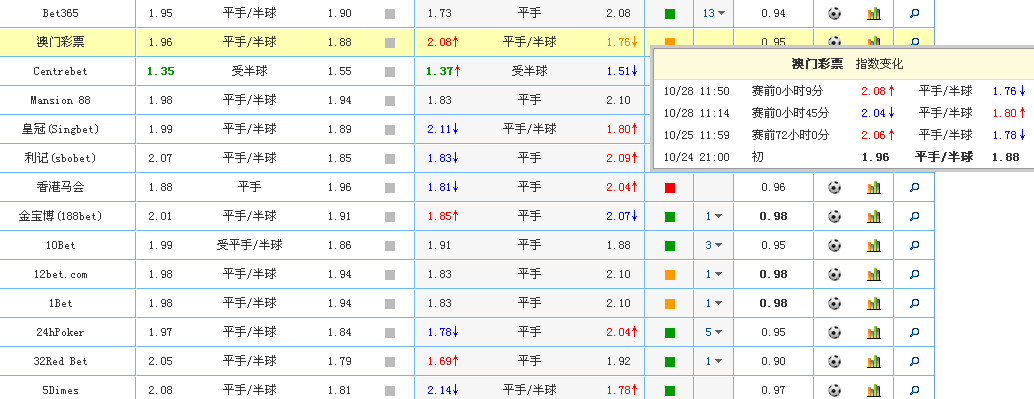 Bet365 1.95 平手/半球 1.90 1.73 平手 2.08 13 0.94
澳门彩票 1.96 平手/半球 1.88 2.08↑ 平手/半球 1.76↓ 0.95
Centrebet 1.35 受半球 1.55 1.37↑ 受半球 1.51↓
澳门彩票 指数变化
Mansion 88 1.98 平手/半球 1.94 1.83 平手 2.10
10/28 11:50 赛前0小时9分 2.08↑ 平手/半球 1.76↓
10/28 11:14 赛前0小时45分 2.04↓ 平手/半球 1.80↑
皇冠(Singbet) 1.99 平手/半球 1.89 2.11↓ 平手/半球 1.80↑
10/25 11:59 赛前72小时0分 2.06↑ 平手/半球 1.78↓
利记(sbobet) 2.07 平手/半球 1.85 1.83↓ 平手 2.09↑
10/24 21:00 初 1.96 平手/半球 1.88
香港马会 1.88 平手 1.96 1.81↓ 平手 2.04↑ 0.96
金宝博(188bet) 2.01 平手/半球 1.91 1.85↑ 平手 2.07↓ 1 0.98
10Bet 1.99 受平手/半球 1.86 1.91 平手 1.88 3 0.95
12bet.com 1.98 平手/半球 1.94 1.83 平手 2.10 1 0.98
1Bet 1.98 平手/半球 1.94 1.83 平手 2.10 1 0.98
24hPoker 1.97 平手/半球 1.84 1.78↓ 平手 2.04↑ 5 0.95
32Red Bet 2.05 平手/半球 1.79 1.69↑ 平手 1.92 1 0.90
5Dimes 2.08 平手/半球 1.81 2.14↓ 平手/半球 1.78↑ 0.97